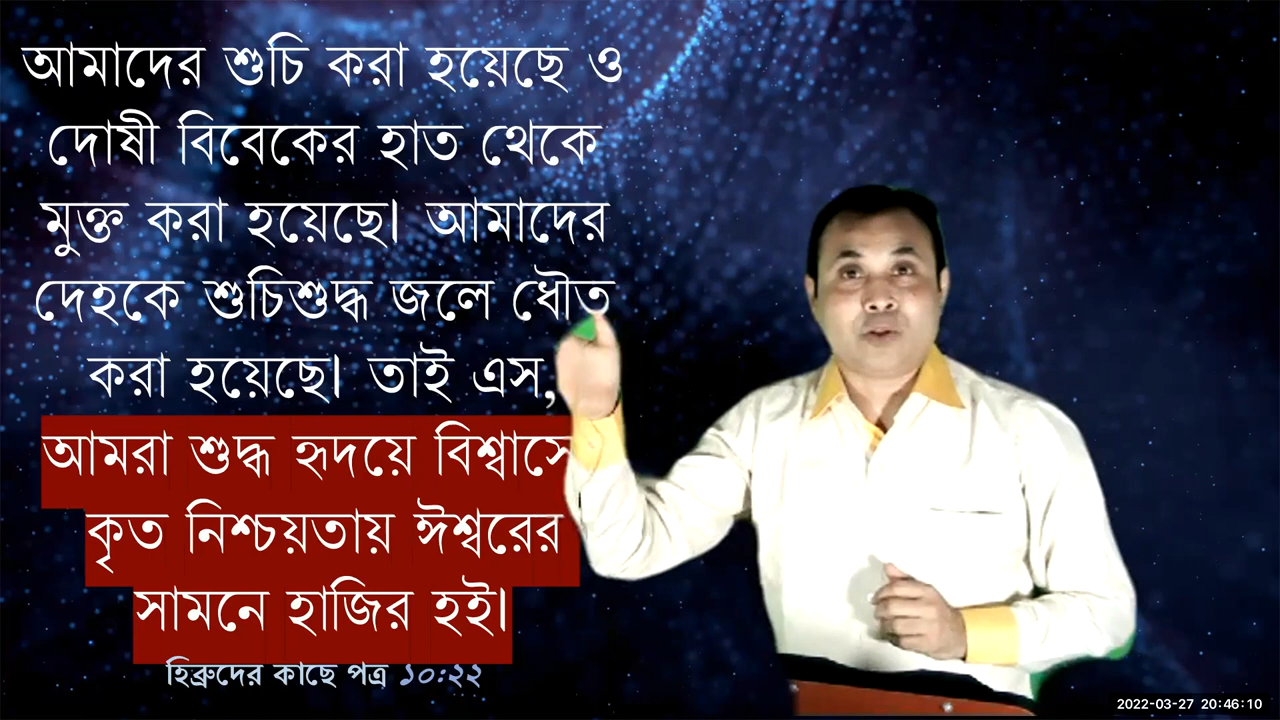 আমাদের শুচি করা হয়েছে ও
দোষী বিবেকের হাত থেকে
মুক্ত করা হয়েছে। আমাদের
দেহকে শুচিশুদ্ধ জলে ধৌত
করা হয়েছে। তাই এস,
আমরা শুদ্ধ হৃদয়ে বিশ্বাসে
কৃত নিশ্চয়তায় ঈশ্বরের
সামনে হাজির হই।
হিব্রুদের কাছে পত্র ১০:২২
2022-03-27 20:46:10